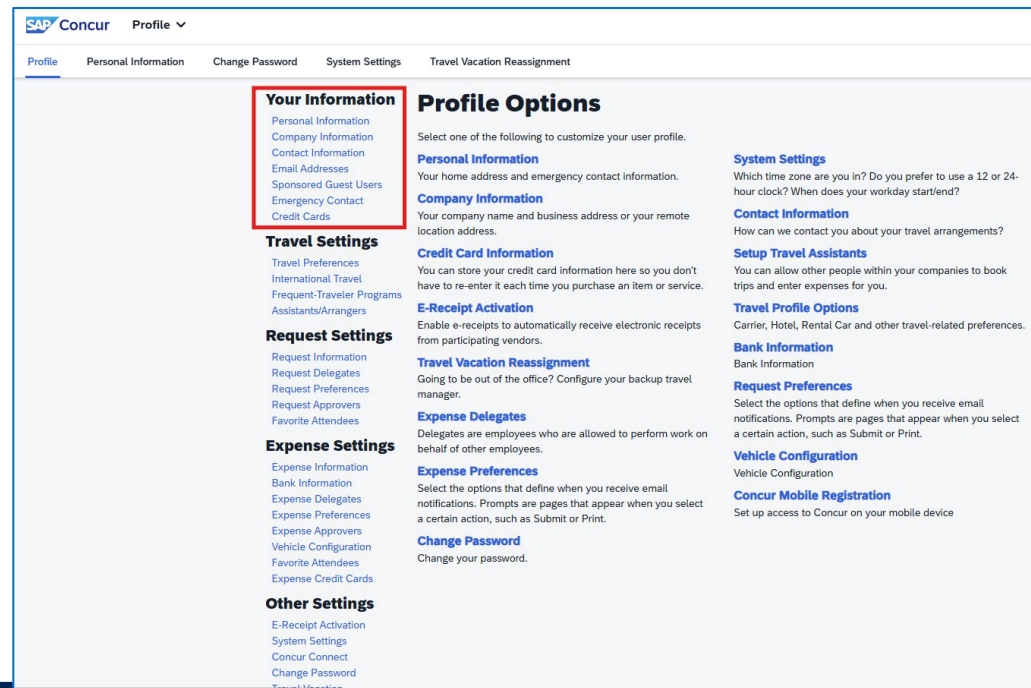 SAP Concur Profile
Profile Personal Information Change Password System Settings Travel Vacation Reassignment
Your Information
Personal Information
Company Information
Contact Information
Email Addresses
Sponsored Guest Users
Emergency Contact
Credit Cards
Travel Settings
Travel Preferences
International Travel
Frequent-Traveler Programs
Assistants/Arrangers
Request Settings
Request Information
Request Delegates
Request Preferences
Request Approvers
Favorite Attendees
Expense Settings
Expense Information
Bank Information
Expense Delegates
Expense Preferences
Expense Approvers
Vehicle Configuration
Favorite Attendees
Expense Credit Cards
Other Settings
E-Receipt Activation
System Settings
Concur Connect
Change Password
Travel Vacation
Profile Options
Select one of the following to customize your user profile.
Personal Information
Your home address and emergency contact information.
Company Information
Your company name and business address or your remote
location address.
Credit Card Information
You can store your credit card information here so you don't
have to re-enter it each time you purchase an item or service.
E-Receipt Activation
Enable e-receipts to automatically receive electronic receipts
from participating vendors.
Travel Vacation Reassignment
Going to be out of the office? Configure your backup travel
manager.
Expense Delegates
Delegates are employees who are allowed to perform work on
behalf of other employees.
Expense Preferences
Select the options that define when you receive email
notifications. Prompts are pages that appear when you select
a certain action, such as Submit or Print.
Change Password
Change your password.
System Settings
Which time zone are you in? Do you prefer to use a 12 or 24-
hour clock? When does your workday start/end?
Contact Information
How can we contact you about your travel arrangements?
Setup Travel Assistants
You can allow other people within your companies to book
trips and enter expenses for you.
Travel Profile Options
Carrier, Hotel, Rental Car and other travel-related preferences.
Bank Information
Bank Information
Request Preferences
Select the options that define when you receive email
notifications. Prompts are pages that appear when you select
a certain action, such as Submit or Print.
Vehicle Configuration
Vehicle Configuration
Concur Mobile Registration
Set up access to Concur on your mobile device